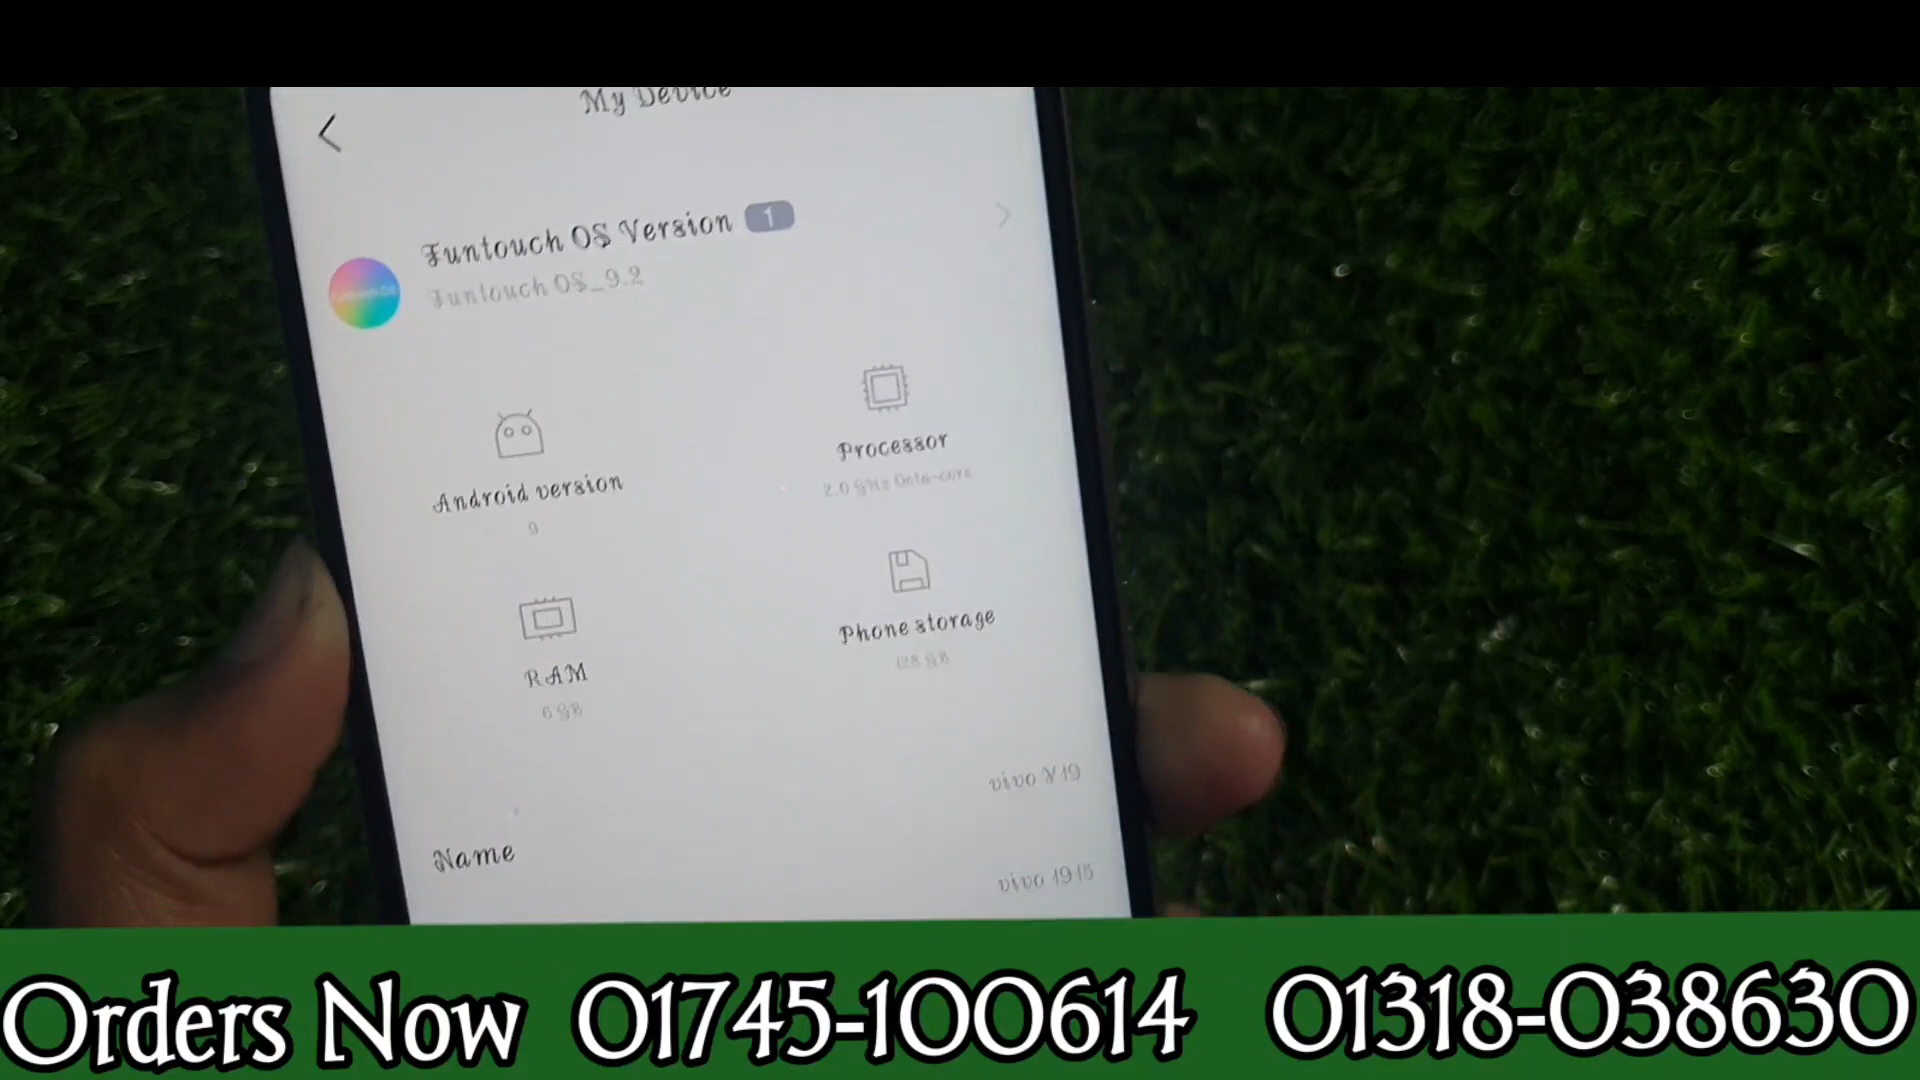 My Device
Funtouch OS Version 1
Funtouch OS_9.2
Processor
2.0 GHz Octa-core
Android version
9
Phone storage
128 GB
RAM
6 GB
vivo Y19
Name
vivo 1915
Orders Now 01745-100614 01318-038630